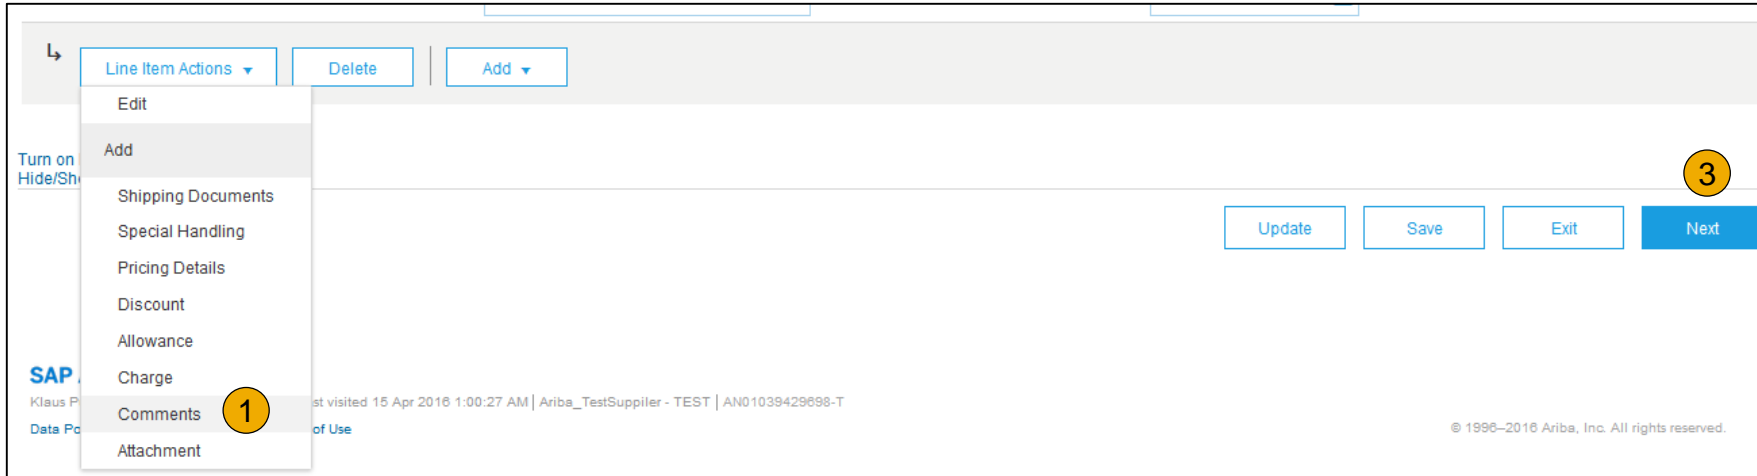 Line Item Actions Delete Add
Edit
Add
Turn on
Hide/Sh
Shipping Documents
Special Handling
Pricing Details
Discount
Allowance
Charge
Comments
Attachment
3
Update Save Exit Next
SAP
1
Klaus P st visited 15 Apr 2016 1:00:27 AM | Ariba_TestSuppiler - TEST | AN01039429698-T
Data Po of Use
© 1996–2016 Ariba, Inc. All rights reserved.